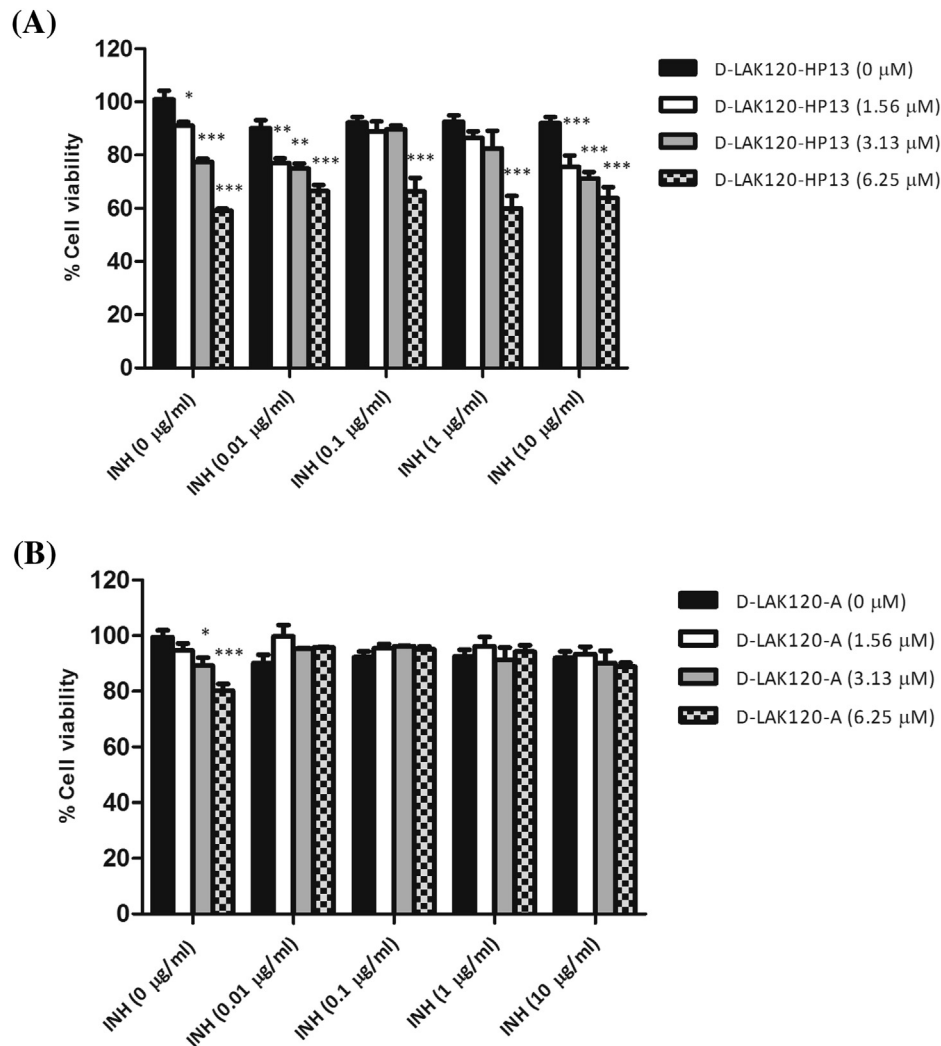 (A)
120
100
80
60
40
20
0
% Cell viability
* *** ***
** ** ***
***
***
*** *** ***
INH (0 μg/ml)
INH (0.01 μg/ml)
INH (0.1 μg/ml)
INH (1 μg/ml)
INH (10 μg/ml)
D-LAK120-HP13 (0 μM)
D-LAK120-HP13 (1.56 μM)
D-LAK120-HP13 (3.13 μM)
D-LAK120-HP13 (6.25 μM)
(B)
120
100
80
60
40
20
0
% Cell viability
* ***
INH (0 μg/ml)
INH (0.01 μg/ml)
INH (0.1 μg/ml)
INH (1 μg/ml)
INH (10 μg/ml)
D-LAK120-A (0 μM)
D-LAK120-A (1.56 μM)
D-LAK120-A (3.13 μM)
D-LAK120-A (6.25 μM)